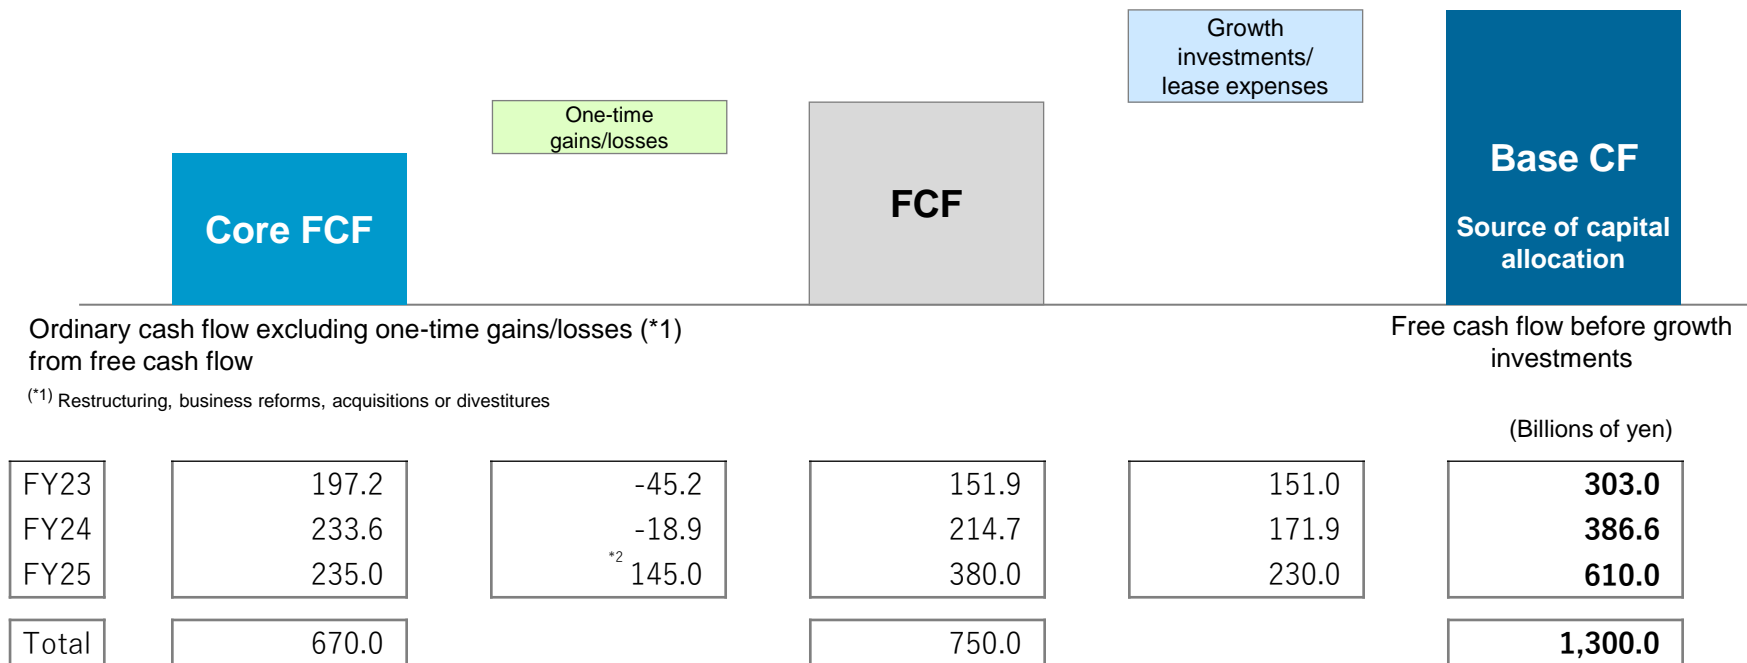 Growth
investments/
lease expenses
One-time
gains/losses
Core FCF
FCF
Base CF
Source of capital
allocation
Ordinary cash flow excluding one-time gains/losses (*1)
from free cash flow
(*1) Restructuring, business reforms, acquisitions or divestitures
Free cash flow before growth
investments
(Billions of yen)
FY23 197.2 -45.2 151.9 151.0 303.0
FY24 233.6 -18.9 214.7 171.9 386.6
FY25 235.0 *2 145.0 380.0 230.0 610.0
Total 670.0 750.0 1,300.0